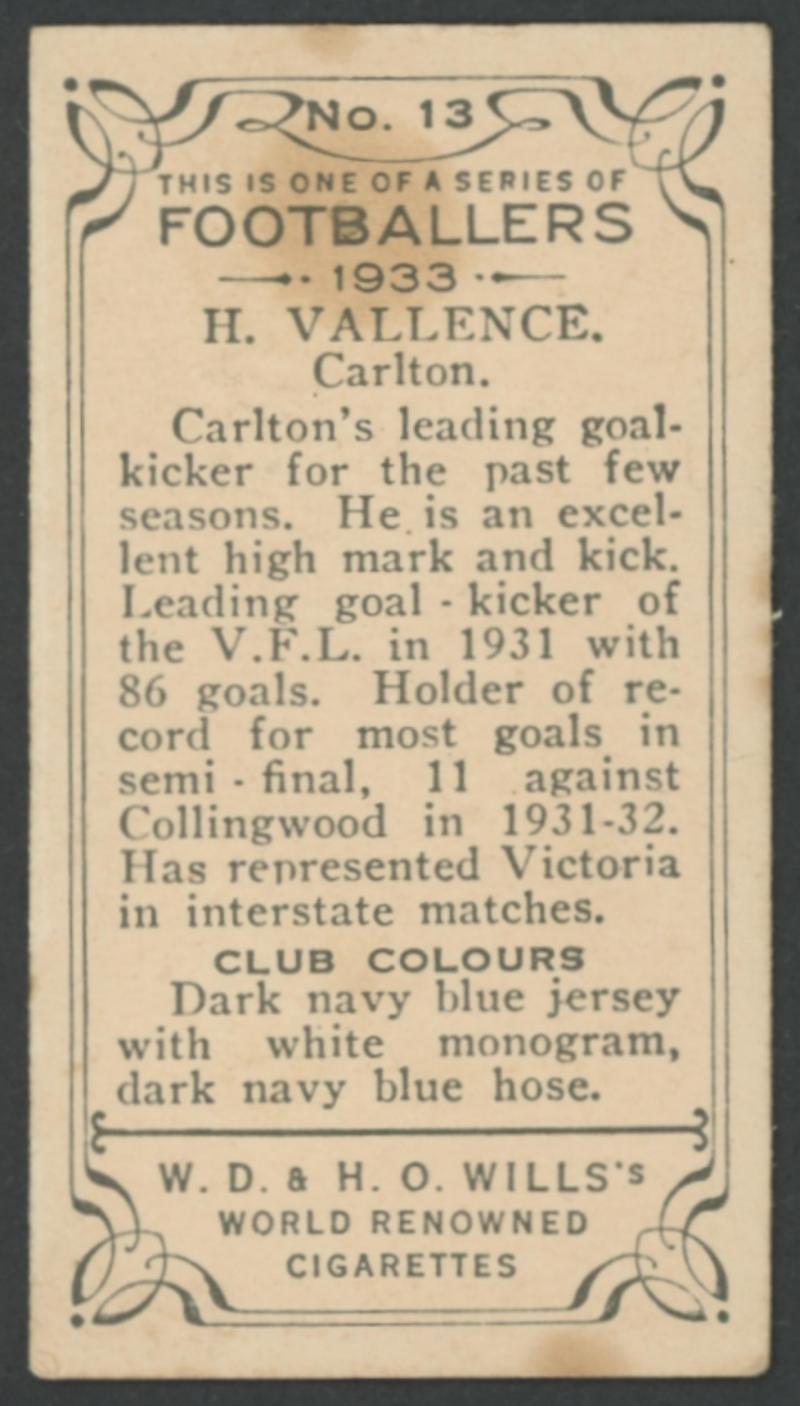 No. 13
THIS IS ONE OF A SERIES OF
FOOTBALLERS
1933
H. VALLENCE.
Carlton.
Carlton's leading goal-
kicker for the past few
seasons. He is an excel-
lent high mark and kick.
Leading goal - kicker of
the V.F.L. in 1931 with
86 goals. Holder of re-
cord for most goals in
semi - final, 11 against
Collingwood in 1931-32.
Has represented Victoria
in interstate matches.
CLUB COLOURS
Dark navy blue jersey
with white monogram,
dark navy blue hose.
W. D. & H. O. WILLS's
WORLD RENOWNED
CIGARETTES